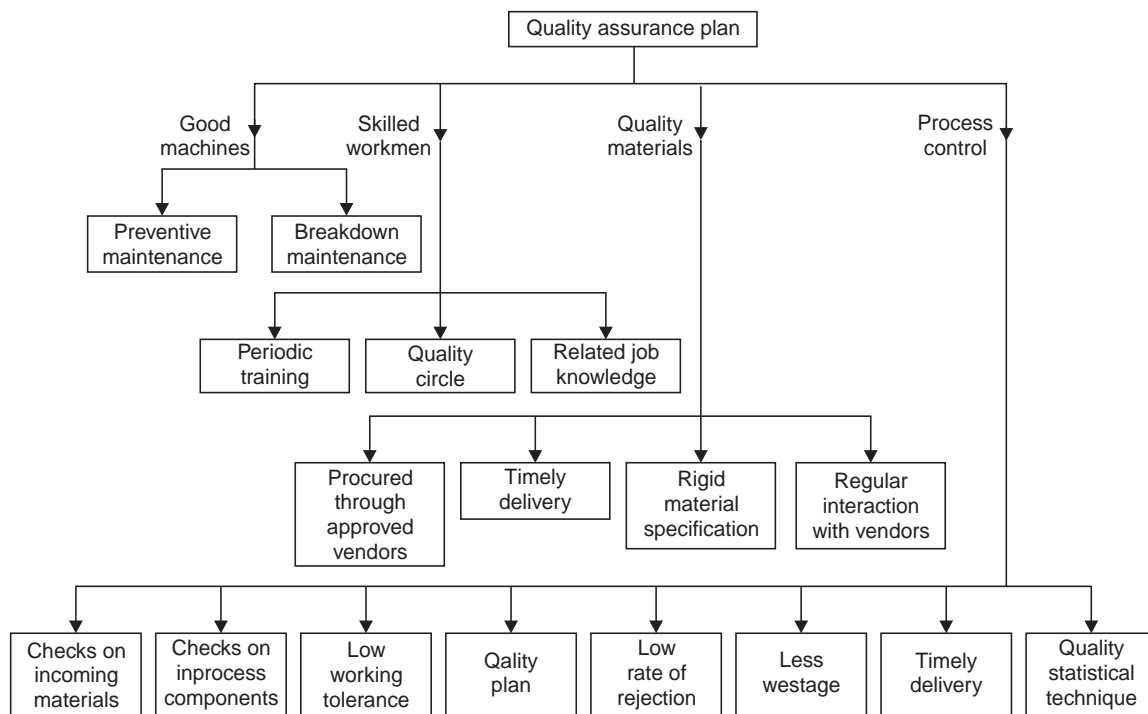 Quality assurance plan
Good
machines
Skilled
workmen
Quality
materials
Process
control
Preventive
maintenance
Breakdown
maintenance
Periodic
training
Quality
circle
Related job
knowledge
Procured
through
approved
vendors
Timely
delivery
Rigid
material
specification
Regular
interaction
with vendors
Checks on
incoming
materials
Checks on
inprocess
components
Low
working
tolerance
Qality
plan
Low
rate of
rejection
Less
westage
Timely
delivery
Quality
statistical
technique